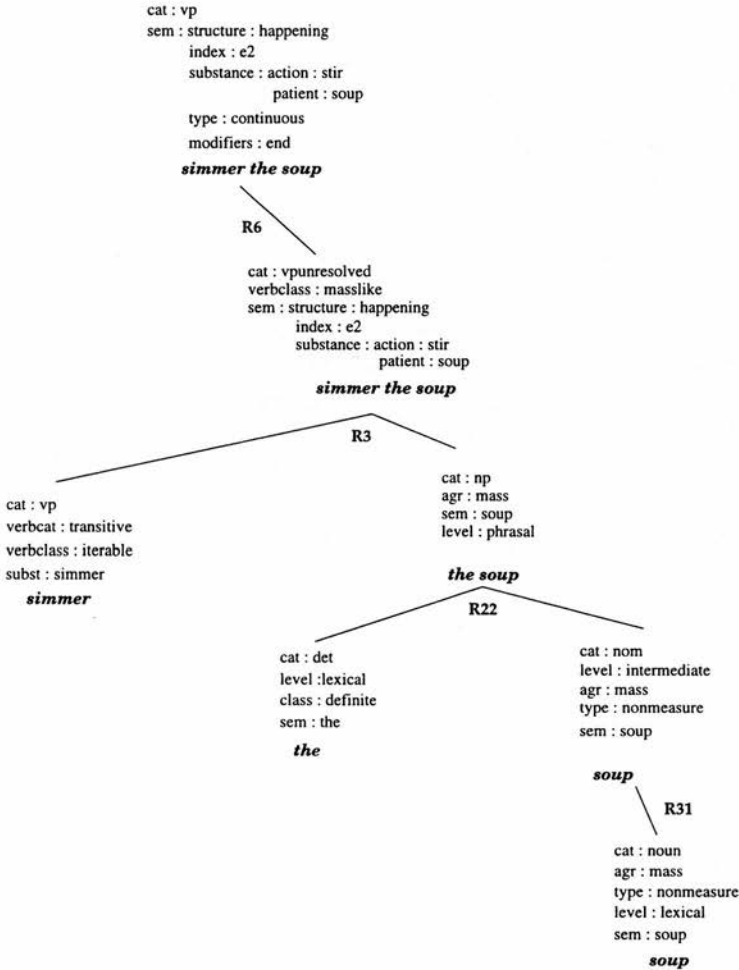 cat : vp
sem : structure : happening
index : e2
substance : action : stir
patient : soup
type : continuous
modifiers : end
simmer the soup
R6
cat : vpunresolved
verbclass : masslike
sem : structure : happening
index : e2
substance : action : stir
patient : soup
simmer the soup
R3
cat : vp
verbcat : transitive
verbclass : iterable
subst : simmer
simmer
cat : np
agr : mass
sem : soup
level : phrasal
the soup
R22
cat : det
level :lexical
class : definite
sem : the
the
cat : nom
level : intermediate
agr : mass
type : nonmeasure
sem : soup
soup
R31
cat : noun
agr : mass
type : nonmeasure
level : lexical
sem : soup
soup